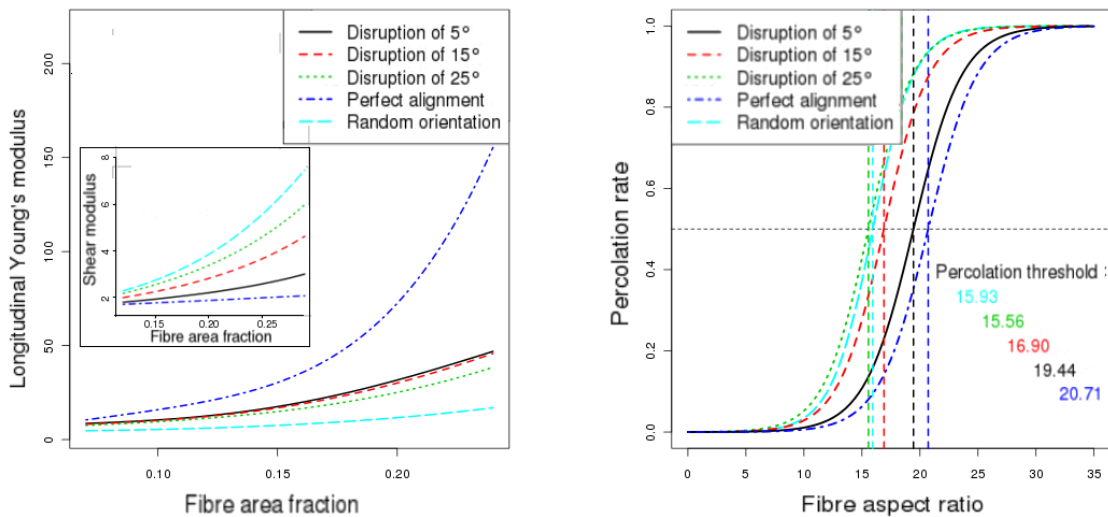 Disruption of 5°
Disruption of 15°
Disruption of 25°
Perfect alignment
Random orientation
Longitudinal Young's modulus
200
150
100
50
0
Shear modulus
8
6
4
2
0.15 0.20 0.25
Fibre area fraction
0.10 0.15 0.20
Fibre area fraction
Disruption of 5°
Disruption of 15°
Disruption of 25°
Perfect alignment
Random orientation
Percolation rate
1.0
0.8
0.6
0.4
0.2
0.0
Percolation threshold :
15.93
15.56
16.90
19.44
20.71
0 5 10 15 20 25 30 35
Fibre aspect ratio